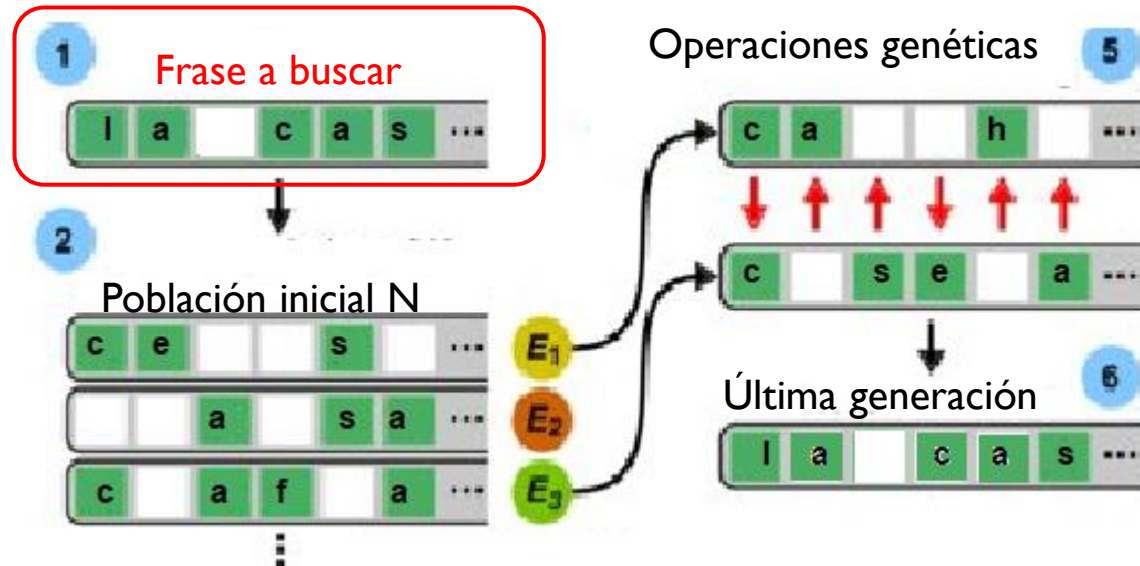 1
Frase a buscar
l a c a s ...
2
Población inicial N
c e s ...
a s a ...
c a f a ...
E1
E2
E3
Operaciones genéticas
5
c a h ...
c s e a ...
Última generación
6
l a c a s ...